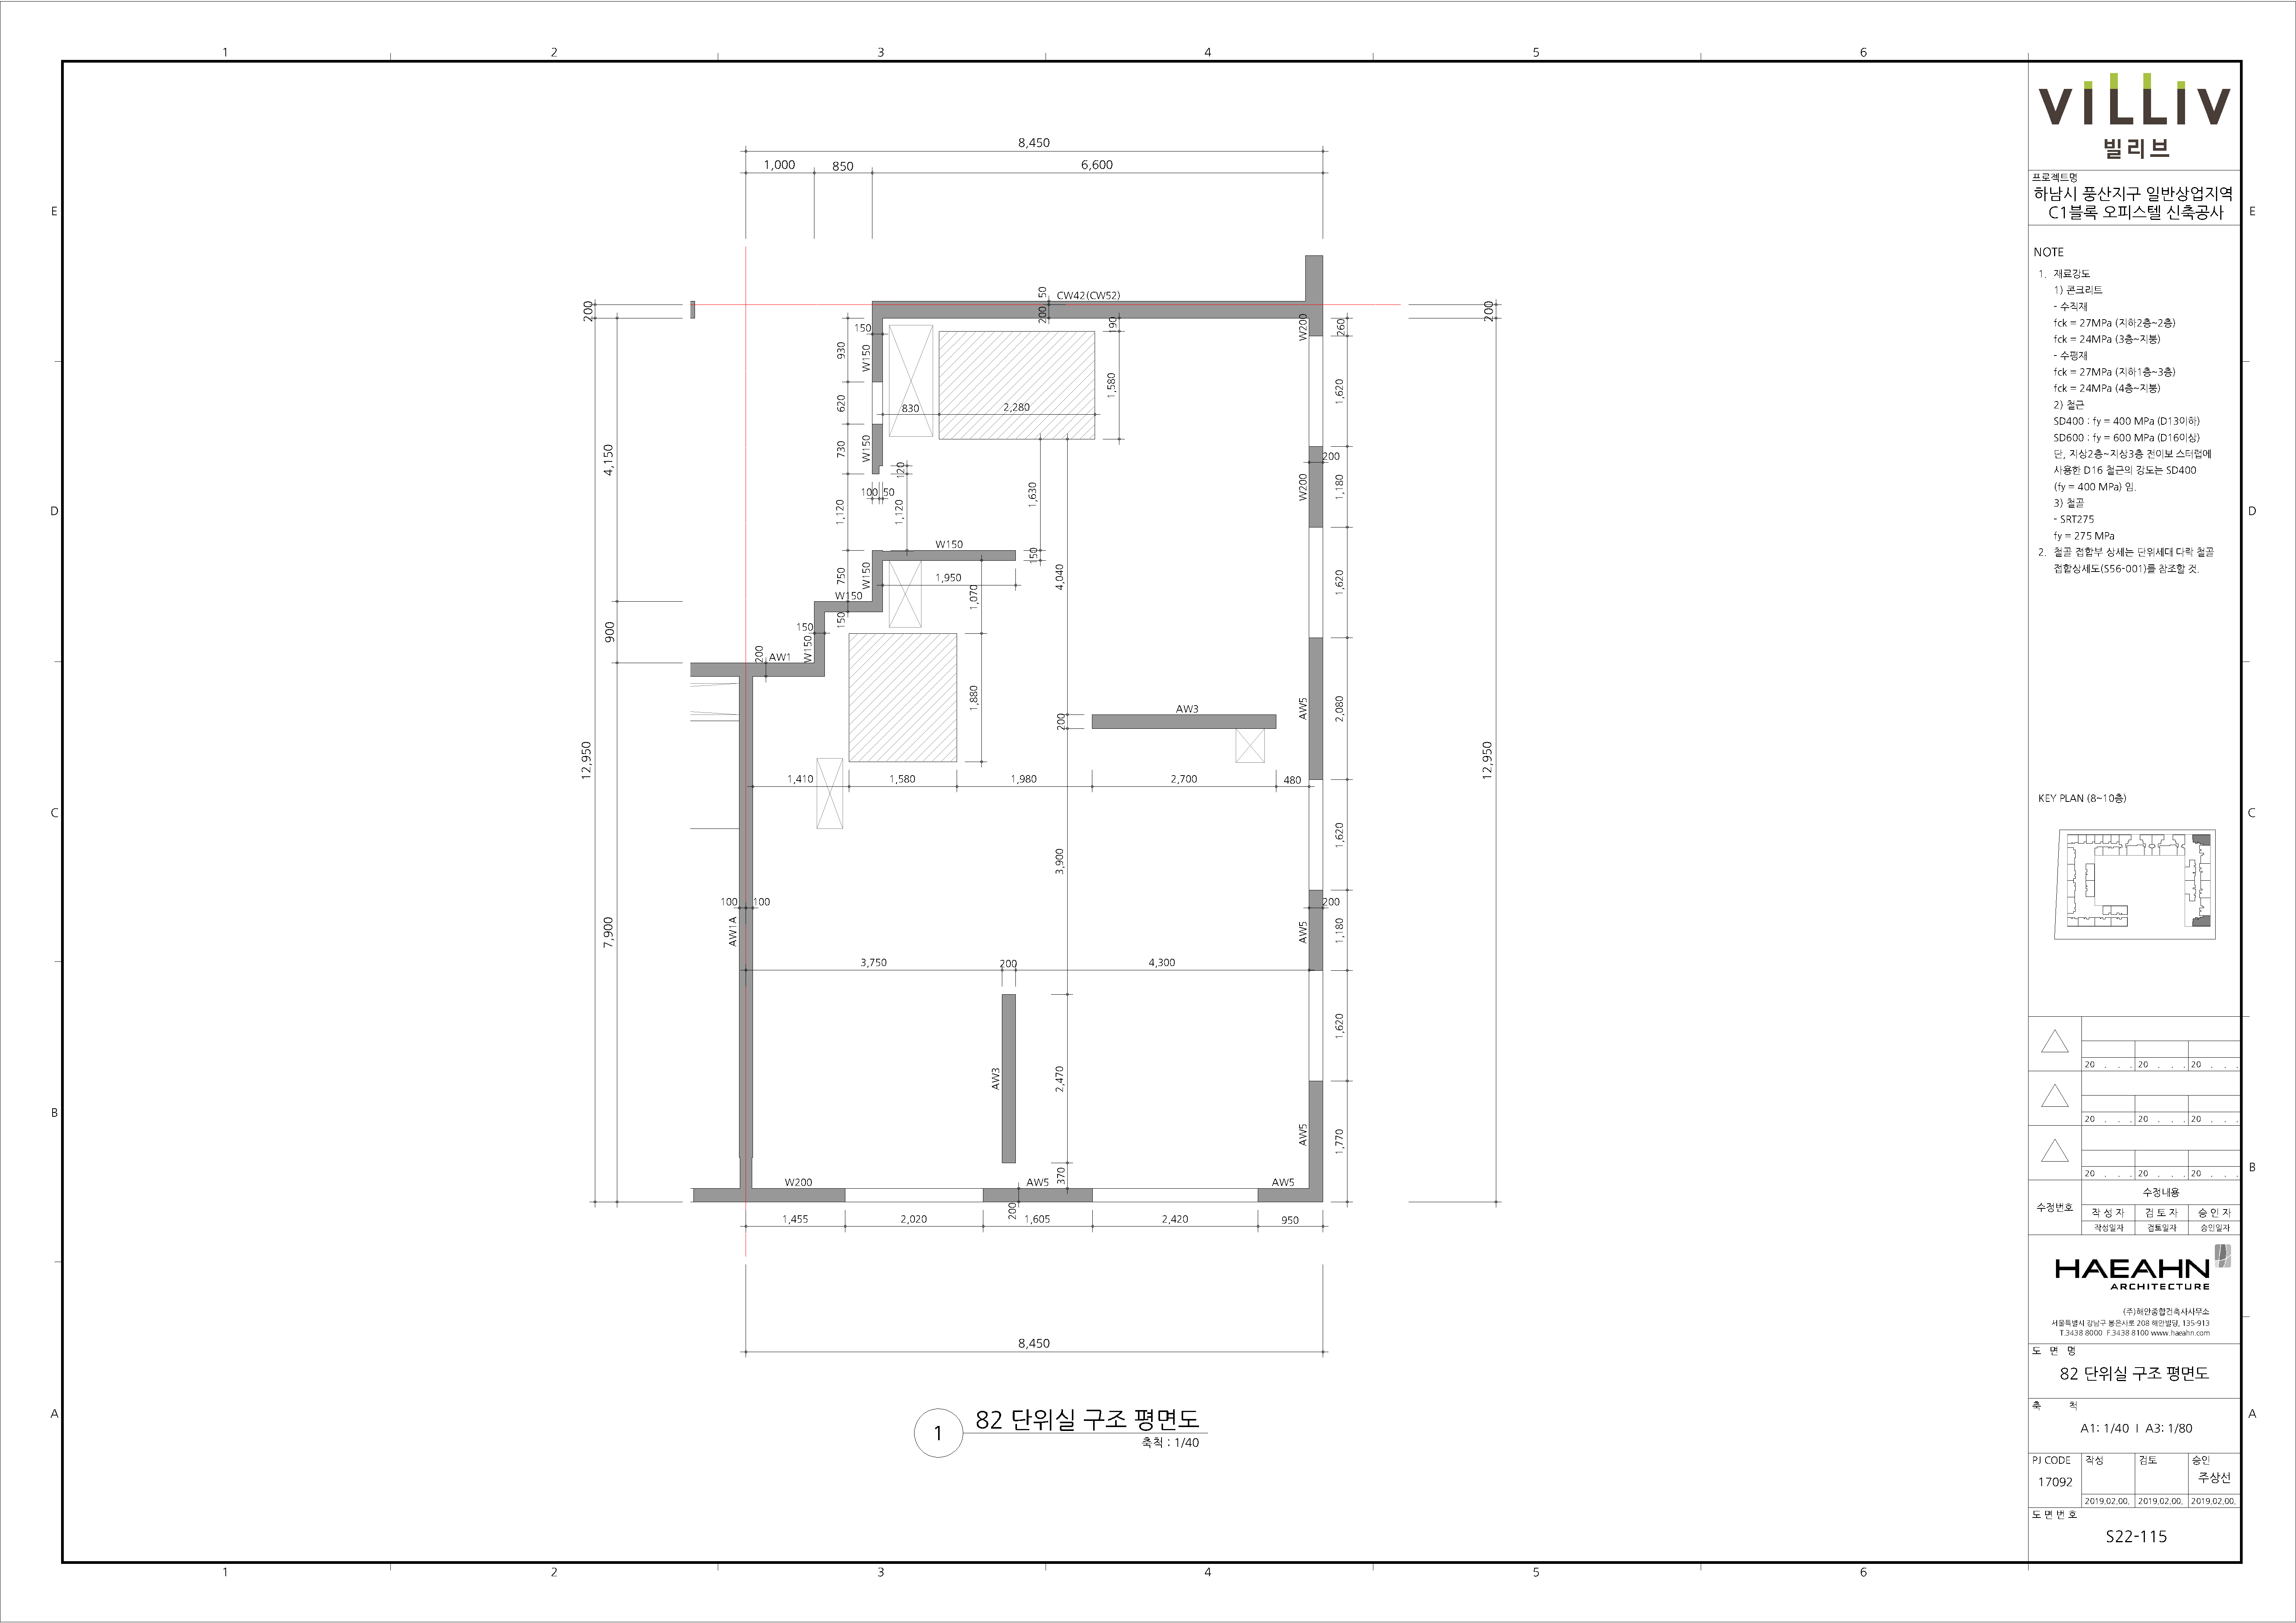 1
2
3
4
5
6
E
D
C
B
A
E
D
C
B
A
8,450
1,000
850
6,600
200
4,150
900
12,950
7,900
200
12,950
50
CW42(CW52)
200
190
150
930
W150
620
730
W150
830
2,280
1,580
W200
260
1,620
200
W200
1,180
120
100
50
1,120
1,120
1,630
W150
150
750
W150
1,950
W150
150
1,070
4,040
1,620
150
W150
200
AW1
1,880
AW3
200
AW5
2,080
1,410
1,580
1,980
2,700
480
1,620
3,900
100
100
AW1A
200
AW5
1,180
3,750
200
4,300
1,620
AW3
2,470
AW5
1,770
370
W200
AW5
AW5
200
1,455
2,020
1,605
2,420
950
8,450
1
82 단위실 구조 평면도
축척 : 1/40
1
2
3
4
5
6
VILLIV
빌리브
프로젝트명
하남시 풍산지구 일반상업지역
C1블록 오피스텔 신축공사
NOTE
1. 재료강도
1) 콘크리트
- 수직재
fck = 27MPa (지하2층~2층)
fck = 24MPa (3층~지붕)
- 수평재
fck = 27MPa (지하1층~3층)
fck = 24MPa (4층~지붕)
2) 철근
SD400 : fy = 400 MPa (D13이하)
SD600 : fy = 600 MPa (D16이상)
단, 지상2층~지상3층 전이보 스터럽에
사용한 D16 철근의 강도는 SD400
(fy = 400 MPa) 임.
3) 철골
- SRT275
fy = 275 MPa
2. 철골 접합부 상세는 단위세대 다락 철골
접합상세도(S56-001)를 참조할 것.
KEY PLAN (8~10층)
20 . . . 20 . . . 20 . . .
20 . . . 20 . . . 20 . . .
20 . . . 20 . . . 20 . . .
수정번호
수정내용
작 성 자 검 토 자 승 인 자
작성일자 검토일자 승인일자
HAEAHN
ARCHITECTURE
(주)해안종합건축사사무소
서울특별시 강남구 봉은사로 208 해안빌딩, 135-913
T.3438 8000 F.3438 8100 www.haeahn.com
도 면 명
82 단위실 구조 평면도
축 척
A1: 1/40 I A3: 1/80
PJ CODE 작성 검토 승인
17092
주상선
2019.02.00. 2019.02.00. 2019.02.00.
도 면 번 호
S22-115